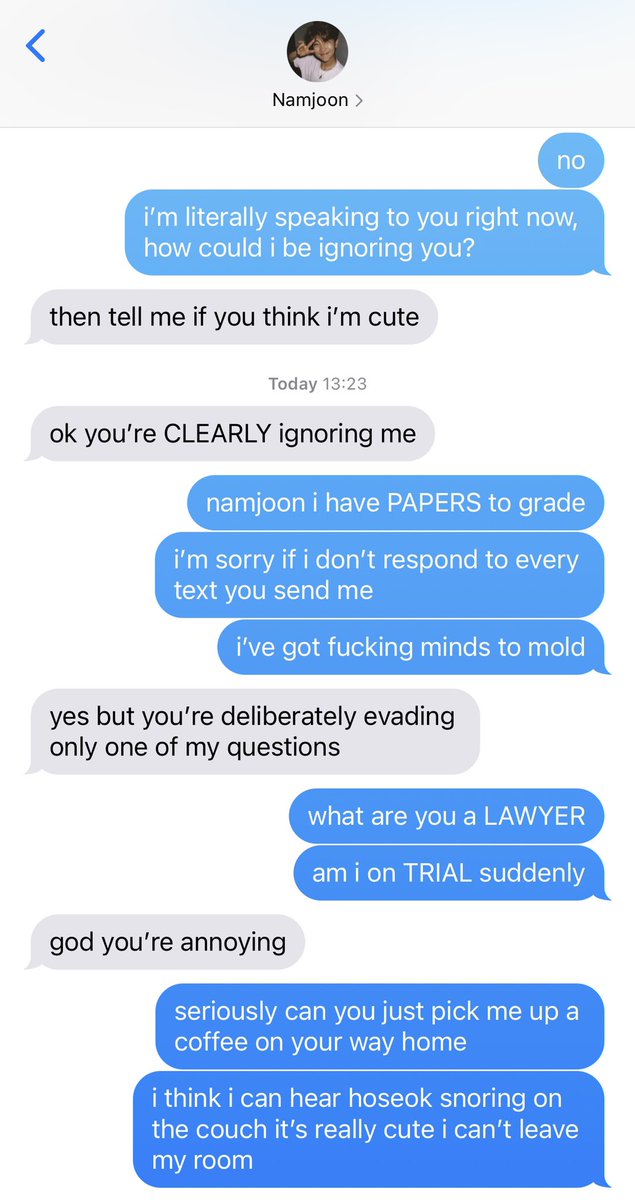 Namjoon
no
i’m literally speaking to you right now,
how could i be ignoring you?
then tell me if you think i’m cute
Today 13:23
ok you’re CLEARLY ignoring me
namjoon i have PAPERS to grade
i’m sorry if i don’t respond to every
text you send me
i’ve got fucking minds to mold
yes but you’re deliberately evading
only one of my questions
what are you a LAWYER
am i on TRIAL suddenly
god you’re annoying
seriously can you just pick me up a
coffee on your way home
i think i can hear hoseok snoring on
the couch it’s really cute i can’t leave
my room